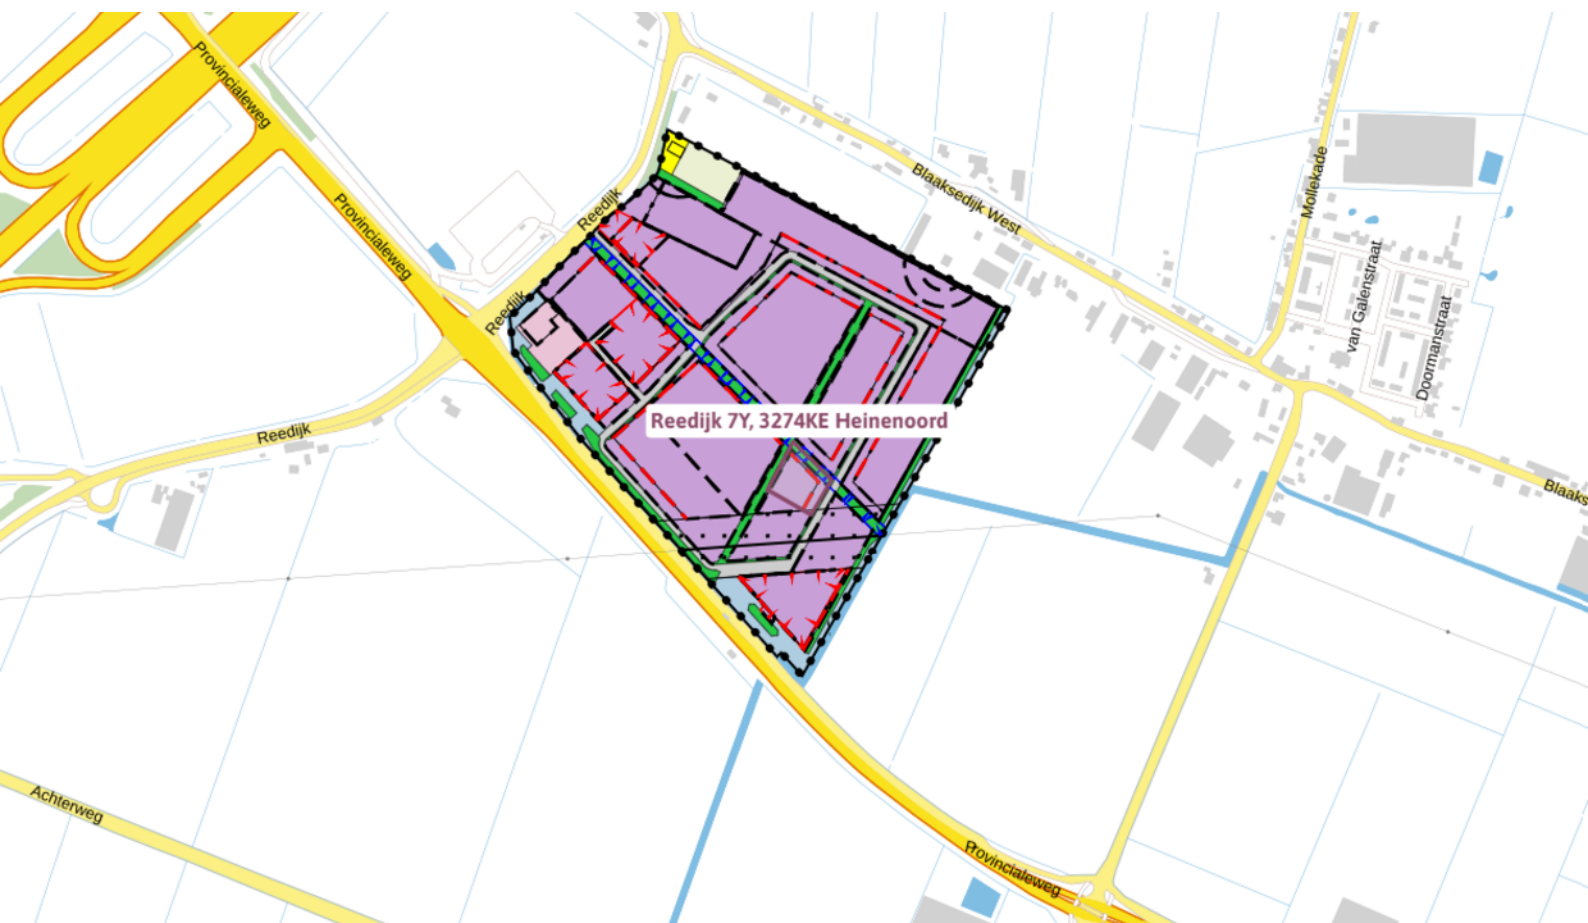 Provincialeweg
Provincialeweg
Reedijk
Reedijk
Reedijk
Blaaksedijk West
Mollekade
van Galenstraat
Doormanstraat
Reedijk 7Y, 3274KE Heinenoord
Blaaks
Achterweg
Provincialeweg